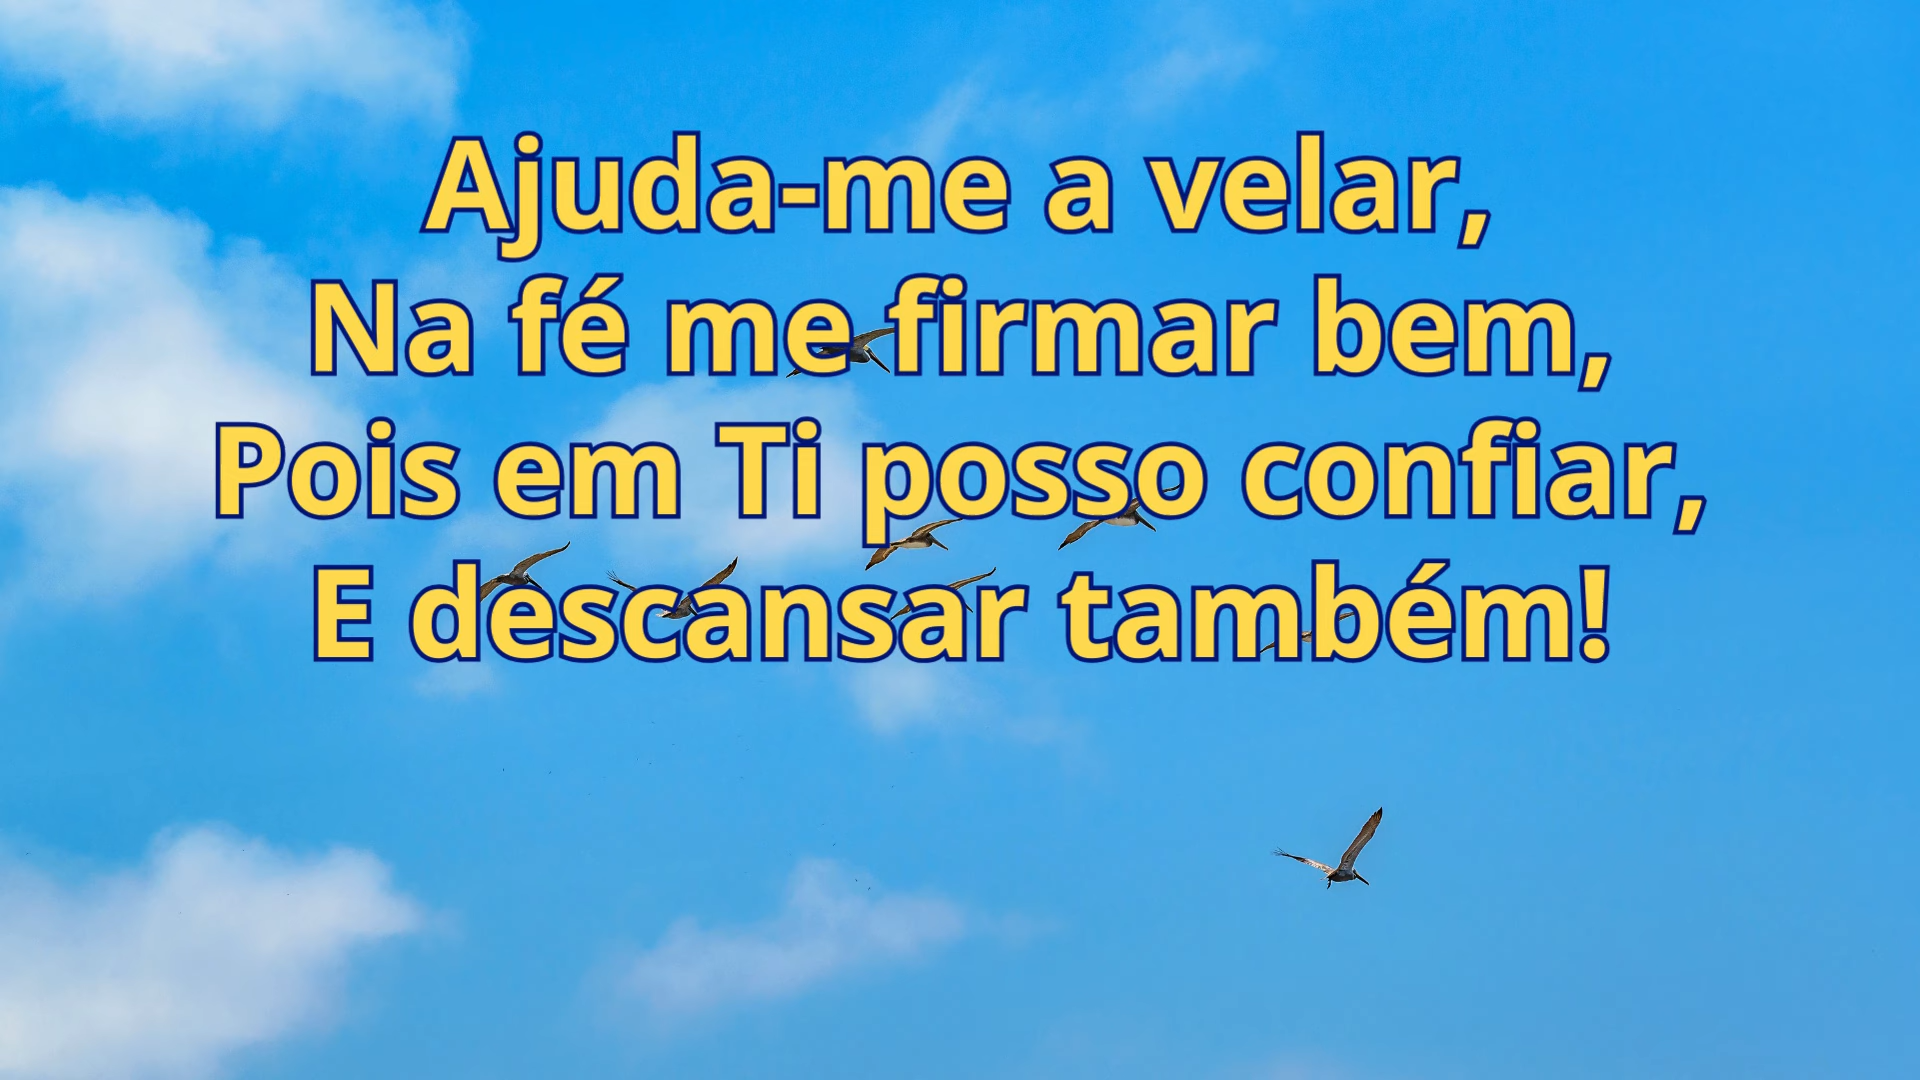 Ajuda-me a velar,
Na fé me firmar bem,
Pois em Ti posso confiar,
E descansar também!